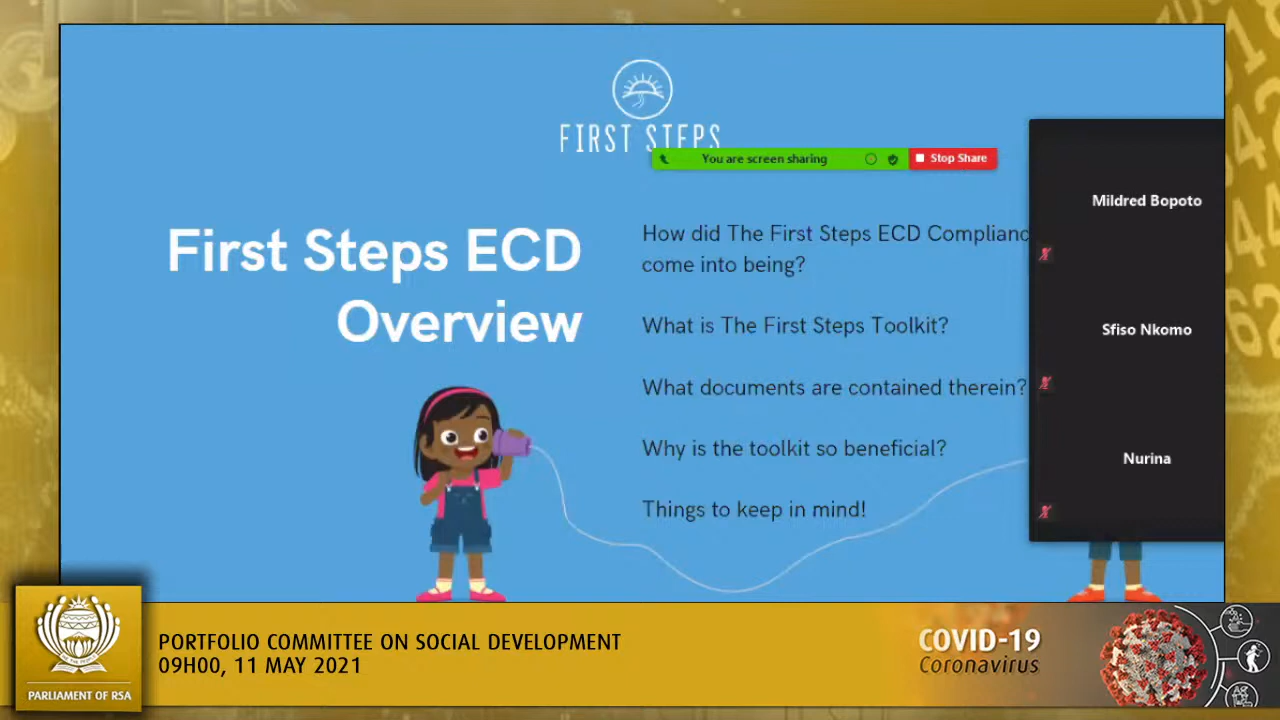 FIRST STEPS
You are screen sharing
Stop Share
First Steps ECD
Overview
How did The First Steps ECD Complianc
come into being?
What is The First Steps Toolkit?
What documents are contained therein?
Why is the toolkit so beneficial?
Things to keep in mind!
Mildred Bopoto
Sfiso Nkomo
Nurina
PARLIAMENT OF RSA
PORTFOLIO COMMITTEE ON SOCIAL DEVELOPMENT
09H00, 11 MAY 2021
COVID-19
Coronavirus